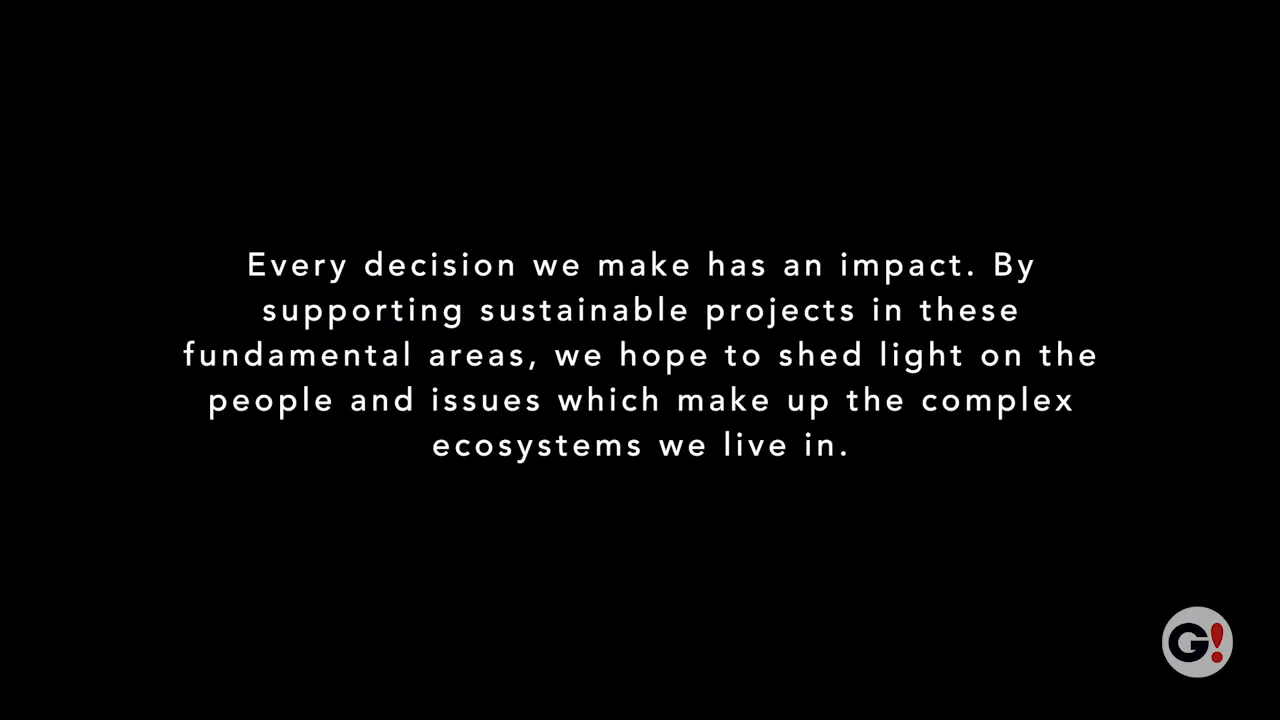 Every decision we make has an impact. By
supporting sustainable projects in these
fundamental areas, we hope to shed light on the
people and issues which make up the complex
ecosystems we live in.
G!